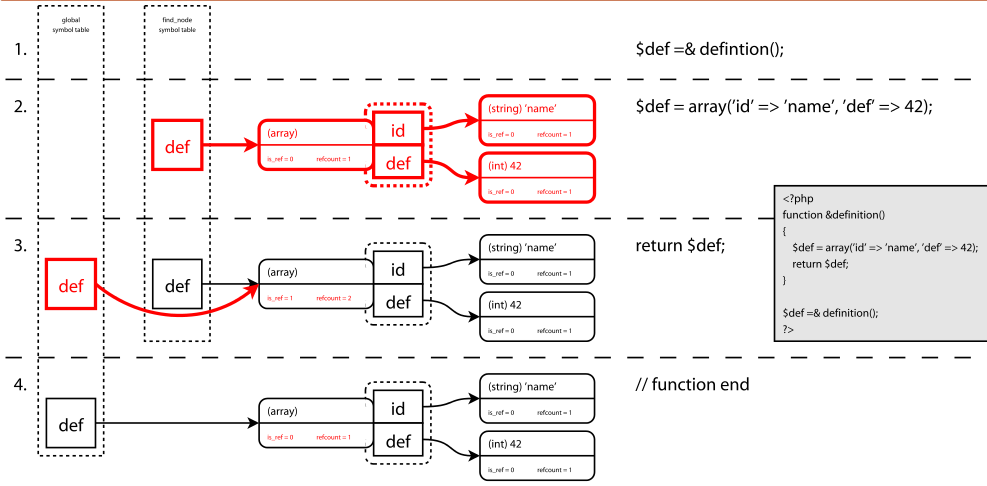 global
symbol table
find_node
symbol table
1.
$def =& defintion();
2.
def
(array)
is_ref = 0 refcount = 1
id
def
(string) 'name'
is_ref = 0 refcount = 1
(int) 42
is_ref = 0 refcount = 1
$def = array('id' => 'name', 'def' => 42);
3.
def
def
(array)
is_ref = 1 refcount = 2
id
def
(string) 'name'
is_ref = 0 refcount = 1
(int) 42
is_ref = 0 refcount = 1
return $def;
<?php
function &definition()
{
$def = array('id' => 'name', 'def' => 42);
return $def;
}
$def =& definition();
?>
4.
def
(array)
is_ref = 0 refcount = 1
id
def
(string) 'name'
is_ref = 0 refcount = 1
(int) 42
is_ref = 0 refcount = 1
// function end